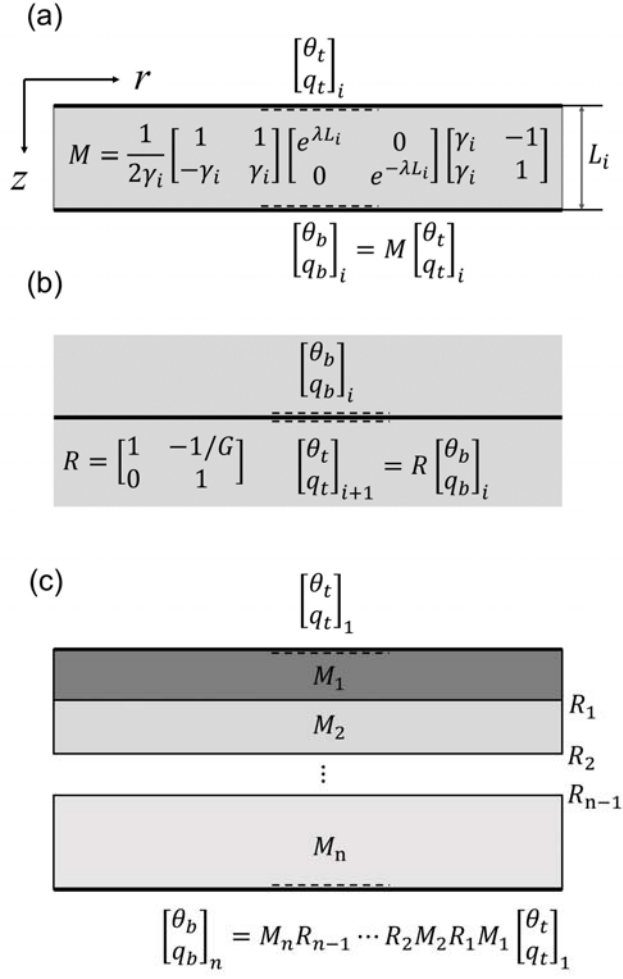 (a)
[θ_t q_t]_i
r
z
M = 1/(2γ_i) [1 1; −γ_i γ_i] [e^{λL_i} 0; 0 e^{−λL_i}] [γ_i −1; γ_i 1]
L_i
[θ_b q_b]_i = M [θ_t q_t]_i
(b)
[θ_b q_b]_i
R = [1 −1/G; 0 1] [θ_t q_t]_{i+1} = R [θ_b q_b]_i
(c)
[θ_t q_t]_1
M_1
R_1
M_2
R_2
⋮
R_{n−1}
M_n
[θ_b q_b]_n = M_n R_{n−1} ⋯ R_2 M_2 R_1 M_1 [θ_t q_t]_1